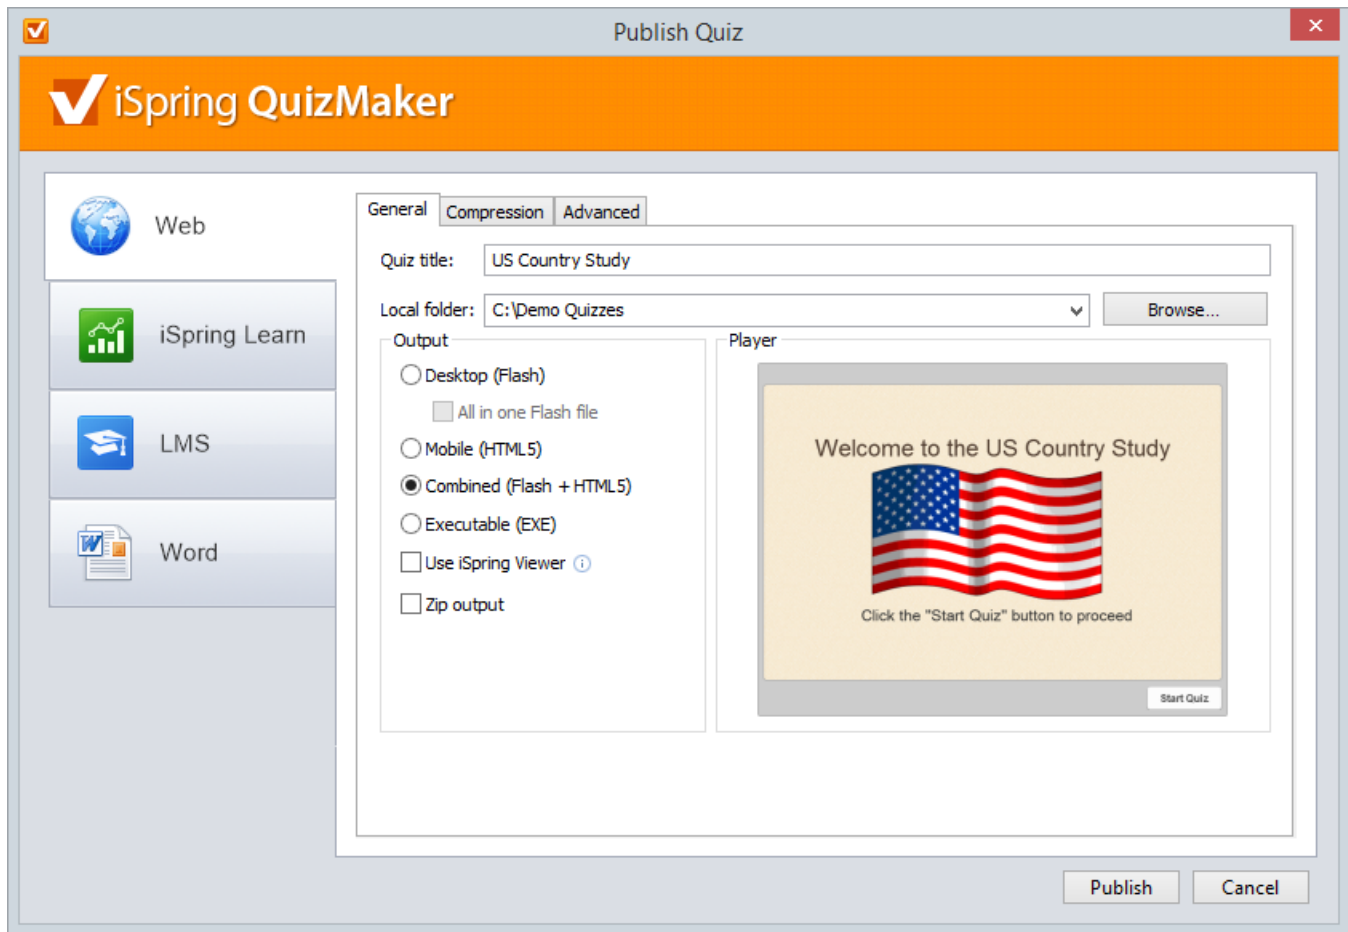 Publish Quiz
iSpring QuizMaker
Web
iSpring Learn
LMS
Word
General Compression Advanced
Quiz title: US Country Study
Local folder: C:\Demo Quizzes Browse...
Output
Desktop (Flash)
All in one Flash file
Mobile (HTML5)
Combined (Flash + HTML5)
Executable (EXE)
Use iSpring Viewer
Zip output
Player
Welcome to the US Country Study
Click the "Start Quiz" button to proceed
Start Quiz
Publish Cancel